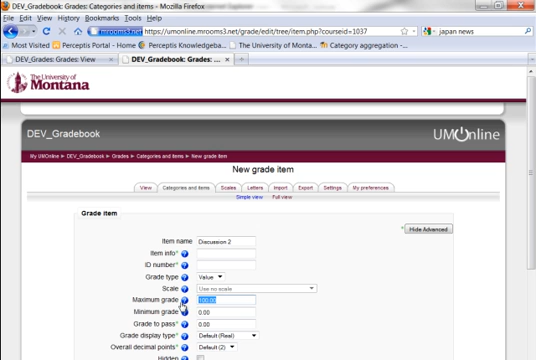 DEV_Gradebook: Grades: Categories and items - Mozilla Firefox
File Edit View History Bookmarks Tools Help
mrooms3.net https://umonline.mrooms3.net/grade/edit/tree/item.php?courseid=1037 japan news
Most Visited Perceptis Portal - Home Perceptis Knowledgeba... The University of Monta... Category aggregation -...
DEV_Grades: Grades: View DEV_Gradebook: Grades: ...
The University of
Montana
DEV_Gradebook UMOnline
My UMOnline ► DEV_Gradebook ► Grades ► Categories and items ► New grade item
New grade item
View Categories and items Scales Letters Import Export Settings My preferences
Simple view Full view
Grade item
* Hide Advanced
Item name Discussion 2
Item info*
ID number*
Grade type Value
Scale Use no scale
Maximum grade 100.00
Minimum grade 0.00
Grade to pass* 0.00
Grade display type* Default (Real)
Overall decimal points* Default (2)
Hidden